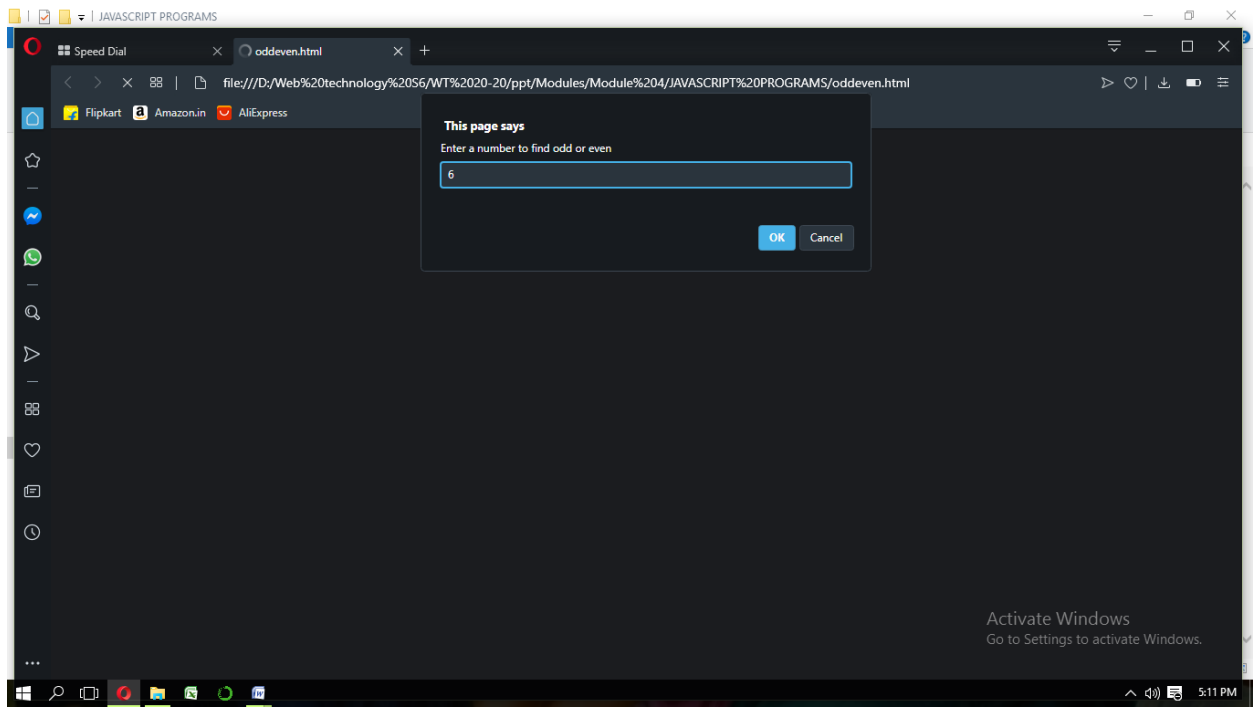 JAVASCRIPT PROGRAMS
Speed Dial
oddeven.html
file:///D:/Web%20technology%20S6/WT%2020-20/ppt/Modules/Module%204/JAVASCRIPT%20PROGRAMS/oddeven.html
Flipkart Amazon.in AliExpress
This page says
Enter a number to find odd or even
6
OK Cancel
Activate Windows
Go to Settings to activate Windows.
5:11 PM